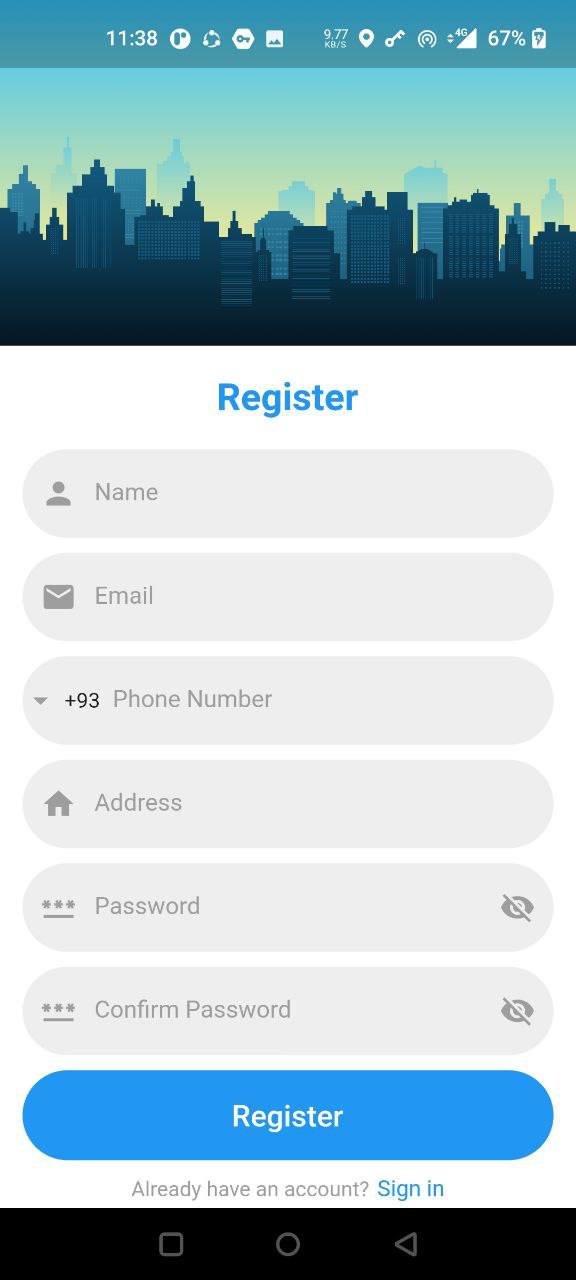 11:38 9.77 KB/S 4G 67%
Register
Name
Email
+93 Phone Number
Address
*** Password
*** Confirm Password
Register
Already have an account? Sign in